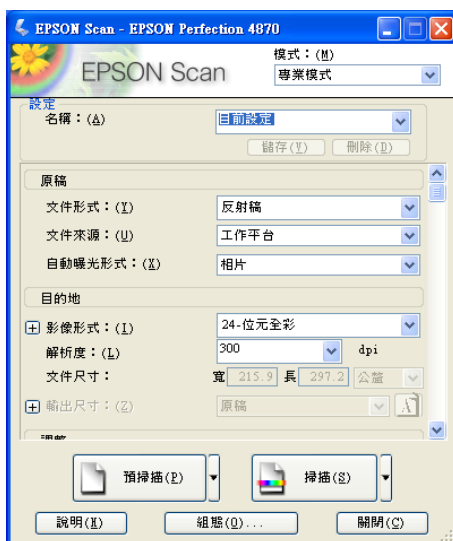 EPSON Scan - EPSON Perfection 4870
EPSON Scan
模式：(M)
專業模式
設定
名稱：(A) 目前設定
儲存(V) 刪除(D)
原稿
文件形式：(Y) 反射稿
文件來源：(U) 工作平台
自動曝光形式：(X) 相片
目的地
影像形式：(I) 24-位元全彩
解析度：(L) 300 dpi
文件尺寸： 寬 215.9 長 297.2 公釐
輸出尺寸：(Z) 原稿
預掃描(P) 掃描(S)
說明(H) 組態(O)... 關閉(C)